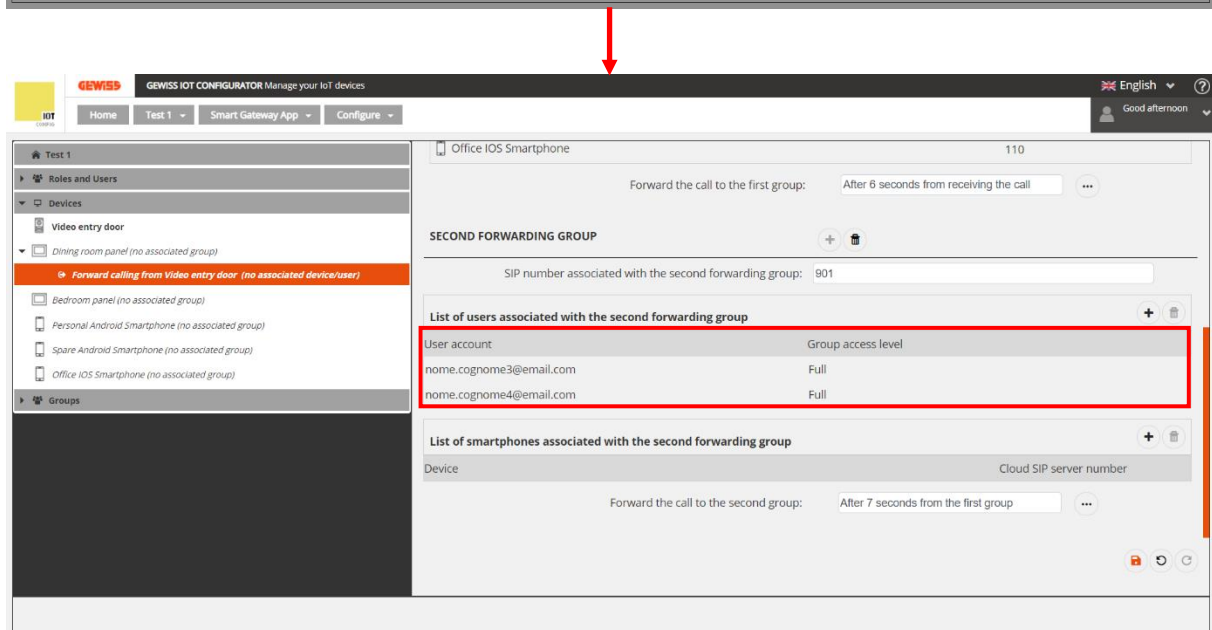 GEWISS GEWISS IOT CONFIGURATOR Manage your IoT devices English
IOT Home Test 1 Smart Gateway App Configure Good afternoon
Test 1
Roles and Users
Devices
Video entry door
Dining room panel (no associated group)
Forward calling from Video entry door (no associated device/user)
Bedroom panel (no associated group)
Personal Android Smartphone (no associated group)
Spare Android Smartphone (no associated group)
Office IOS Smartphone (no associated group)
Groups
Office IOS Smartphone 110
Forward the call to the first group: After 6 seconds from receiving the call ...
SECOND FORWARDING GROUP
SIP number associated with the second forwarding group: 901
List of users associated with the second forwarding group
User account Group access level
nome.cognome3@email.com Full
nome.cognome4@email.com Full
List of smartphones associated with the second forwarding group
Device Cloud SIP server number
Forward the call to the second group: After 7 seconds from the first group ...